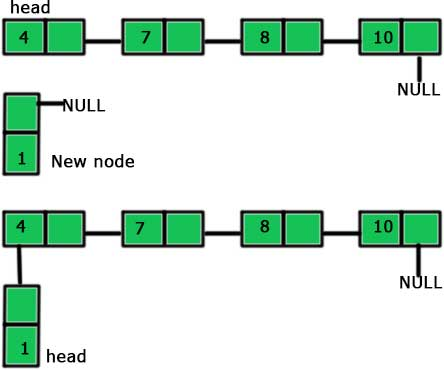 head
4 7 8 10
NULL
NULL
1 New node
4 7 8 10
NULL
1 head